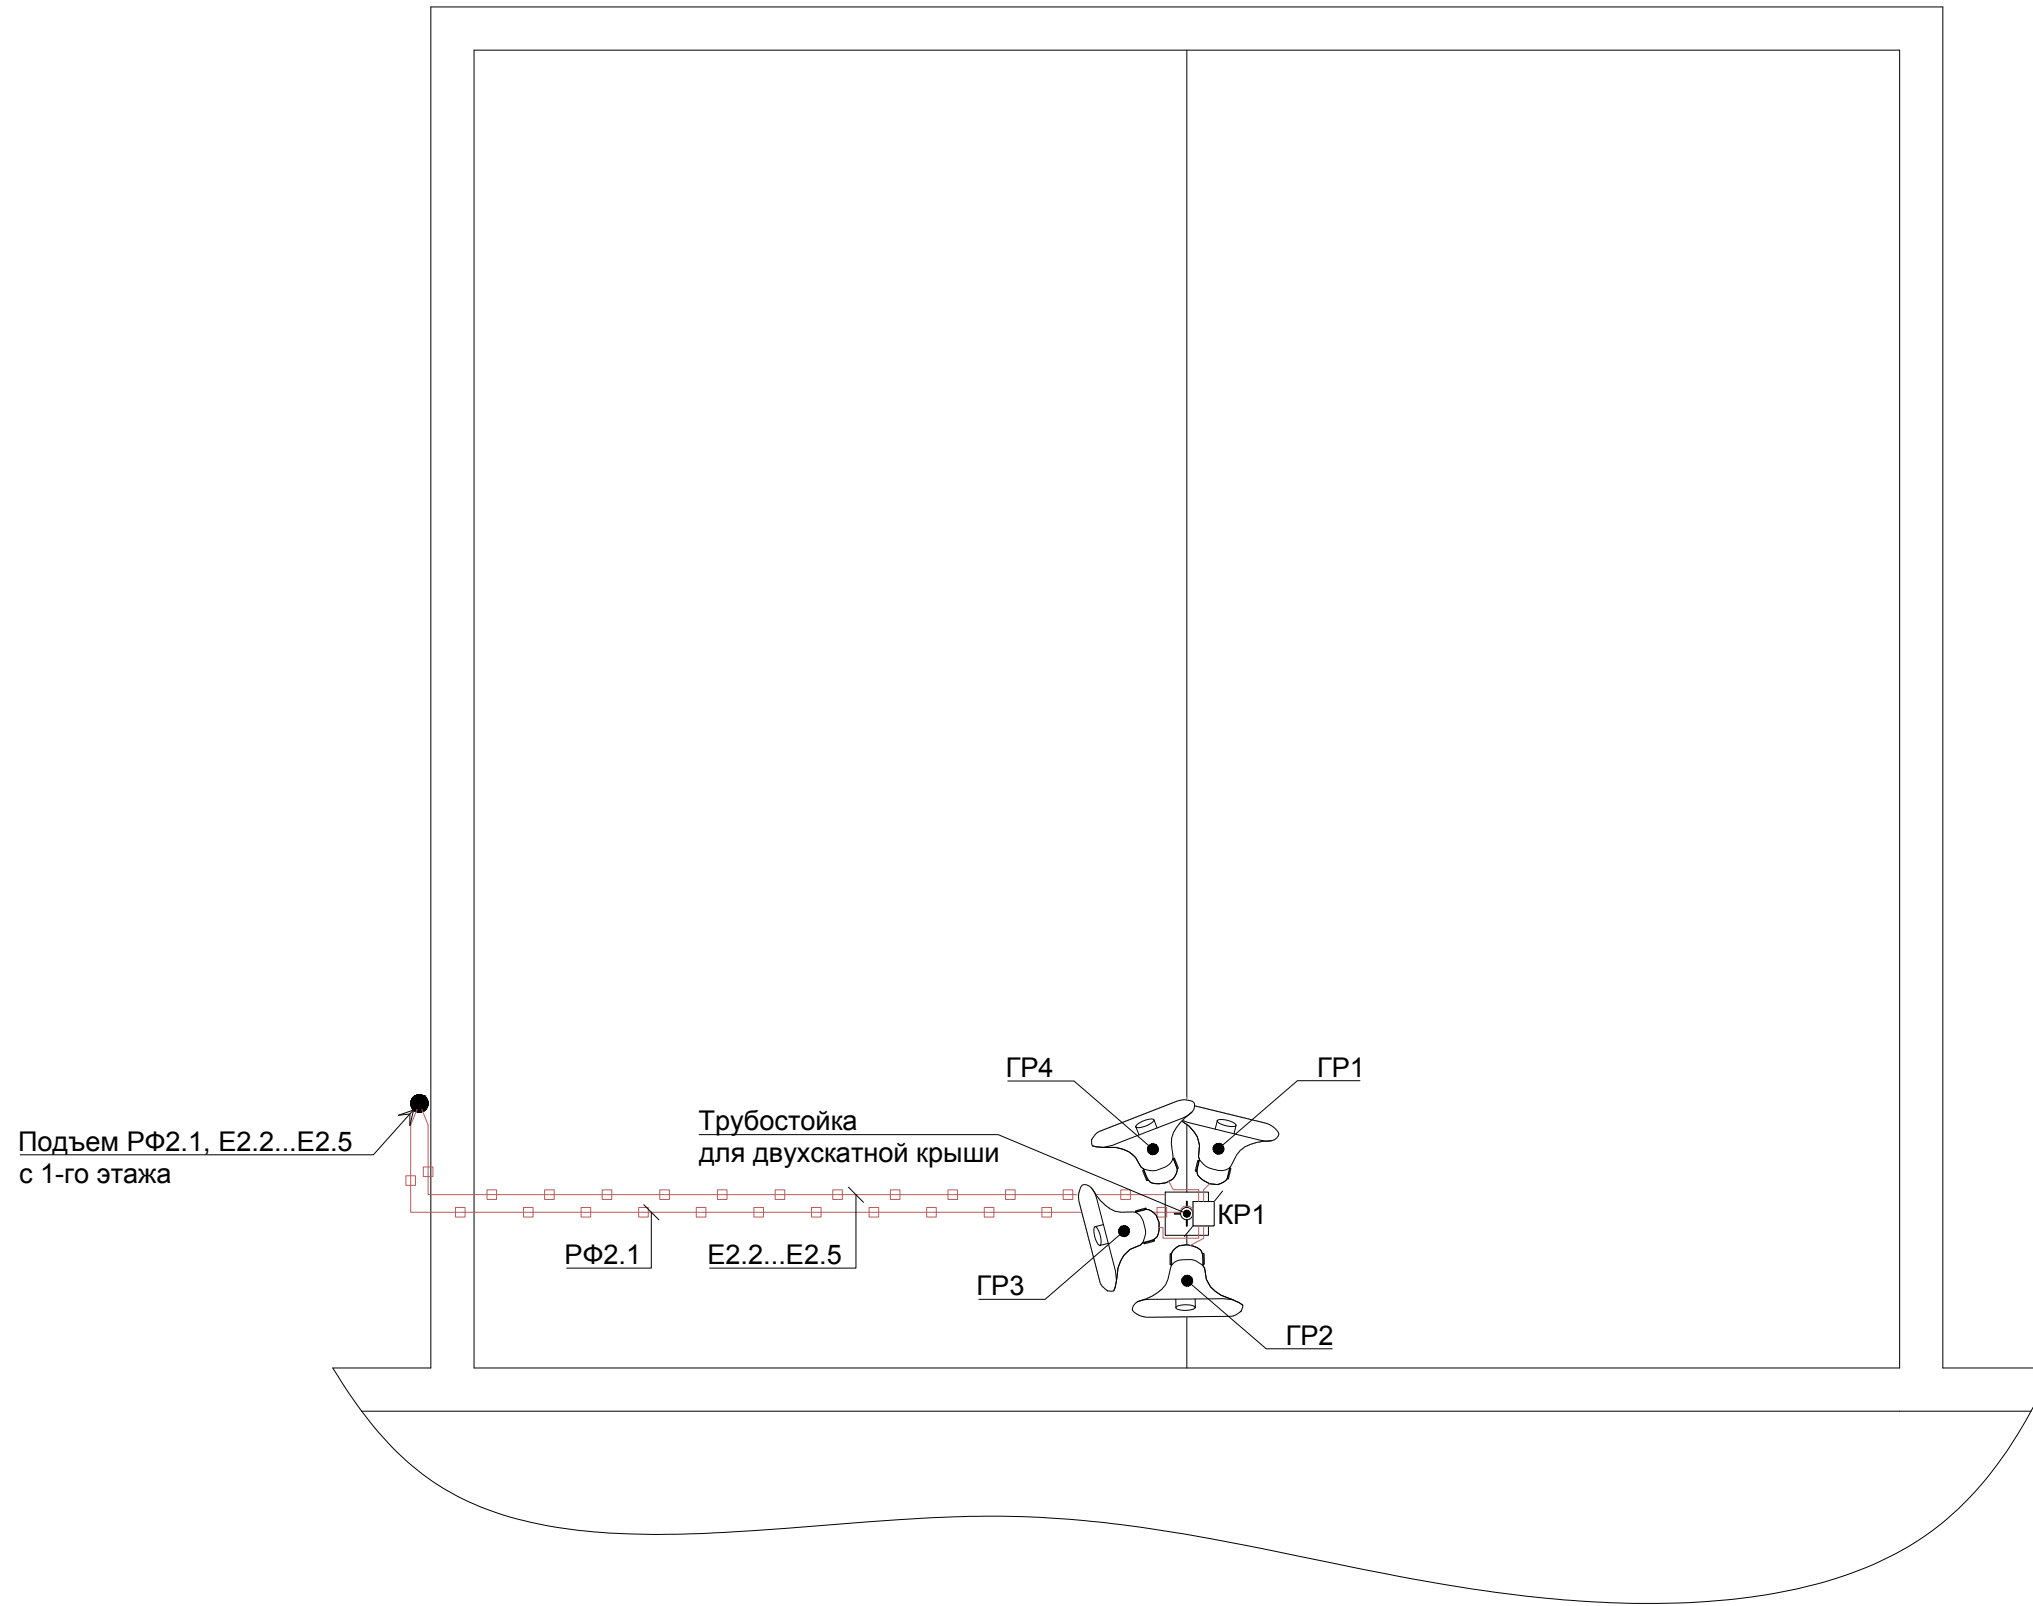 ГР4
ГР1
Трубостойка
для двухскатной крыши
Подъем РФ2.1, Е2.2...Е2.5
с 1-го этажа
КР1
РФ2.1
Е2.2...Е2.5
ГР3
ГР2